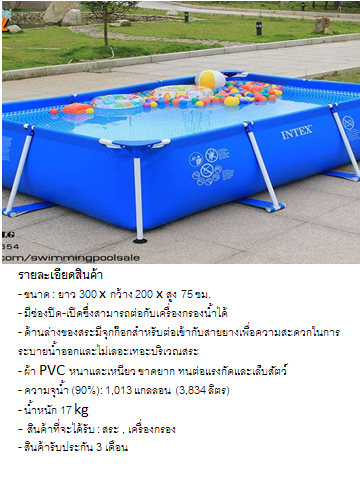 INTEX
LG
654
com/swimmingpoolsale
รายละเอียดสินค้า
- ขนาด : ยาว 300 x กว้าง 200 x สูง 75 ซม.
- มีช่องปิด-เปิดซึ่งสามารถต่อกับเครื่องกรองน้ำได้
- ด้านล่างของสระมีจุกก็อกสำหรับต่อเข้ากับสายยางเพื่อความสะดวกในการ
ระบายน้ำออกและไม่เลอะเทอะบริเวณสระ
- ผ้า PVC หนาและเหนียว ขาดยาก ทนต่อแรงกัดและเล็บสัตว์
- ความจุน้ำ (90%): 1,013 แกลลอน (3,834 ลิตร)
- น้ำหนัก 17 kg
- สินค้าที่จะได้รับ : สระ , เครื่องกรอง
- สินค้ารับประกัน 3 เดือน